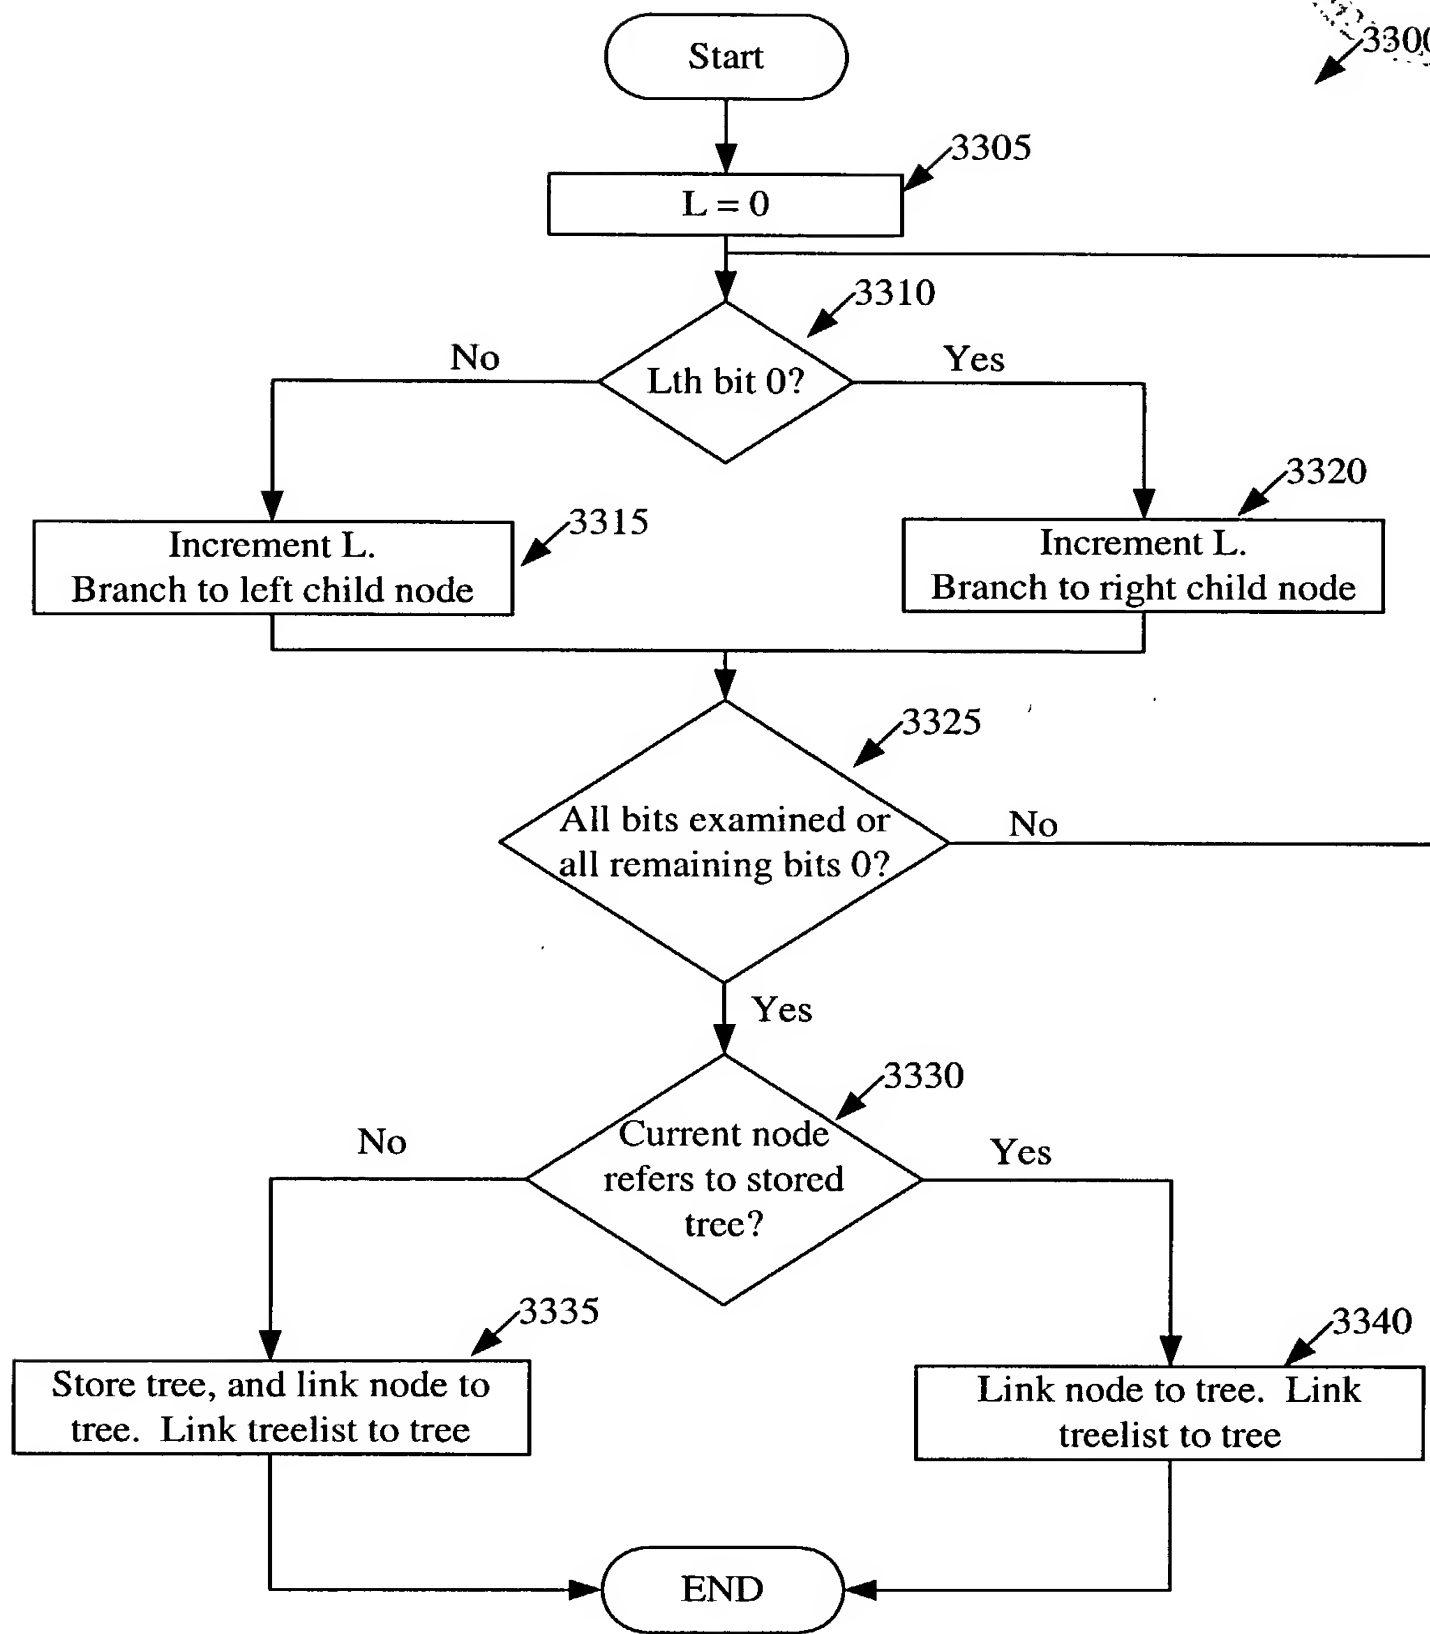 Start
3300
3305
L = 0
3310
No
Yes
Lth bit 0?
3320
3315
Increment L.
Branch to left child node
Increment L.
Branch to right child node
3325
All bits examined or
all remaining bits 0?
No
Yes
3330
No
Current node
refers to stored
tree?
Yes
3335
3340
Store tree, and link node to
tree. Link treelist to tree
Link node to tree. Link
treelist to tree
END